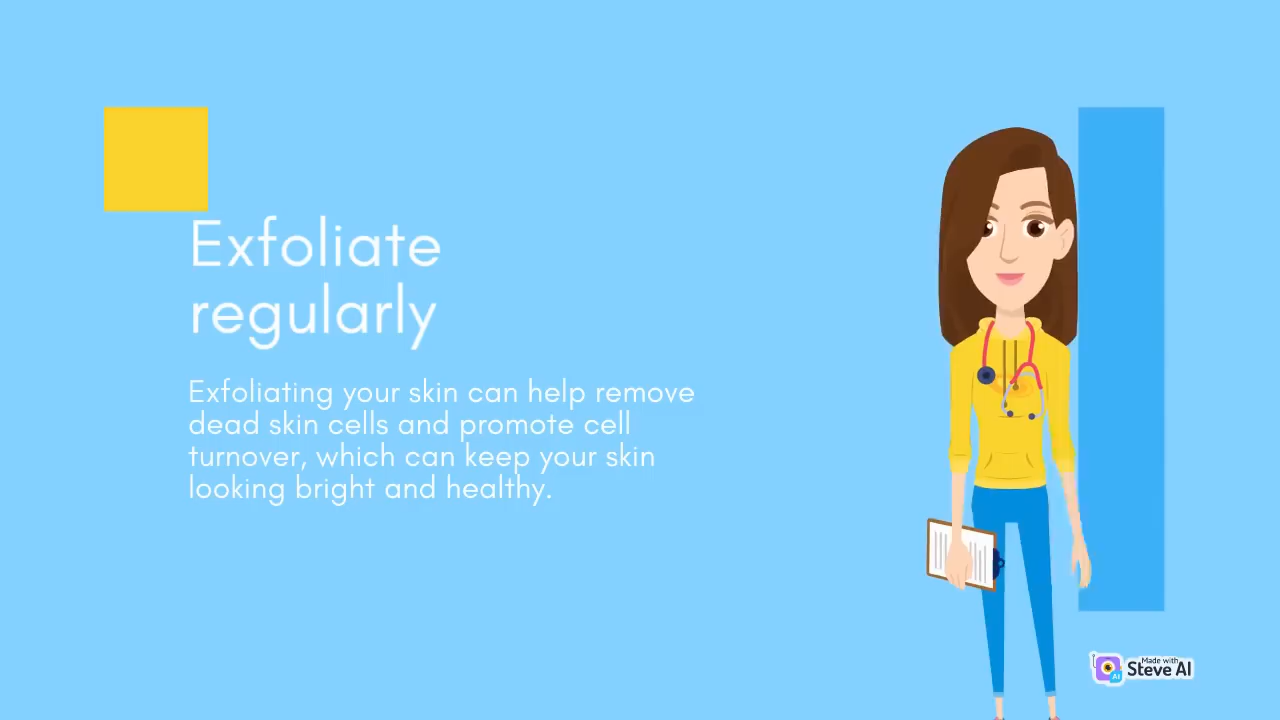 Exfoliate
regularly
Exfoliating your skin can help remove
dead skin cells and promote cell
turnover, which can keep your skin
looking bright and healthy.
Made with
Steve AI
AI